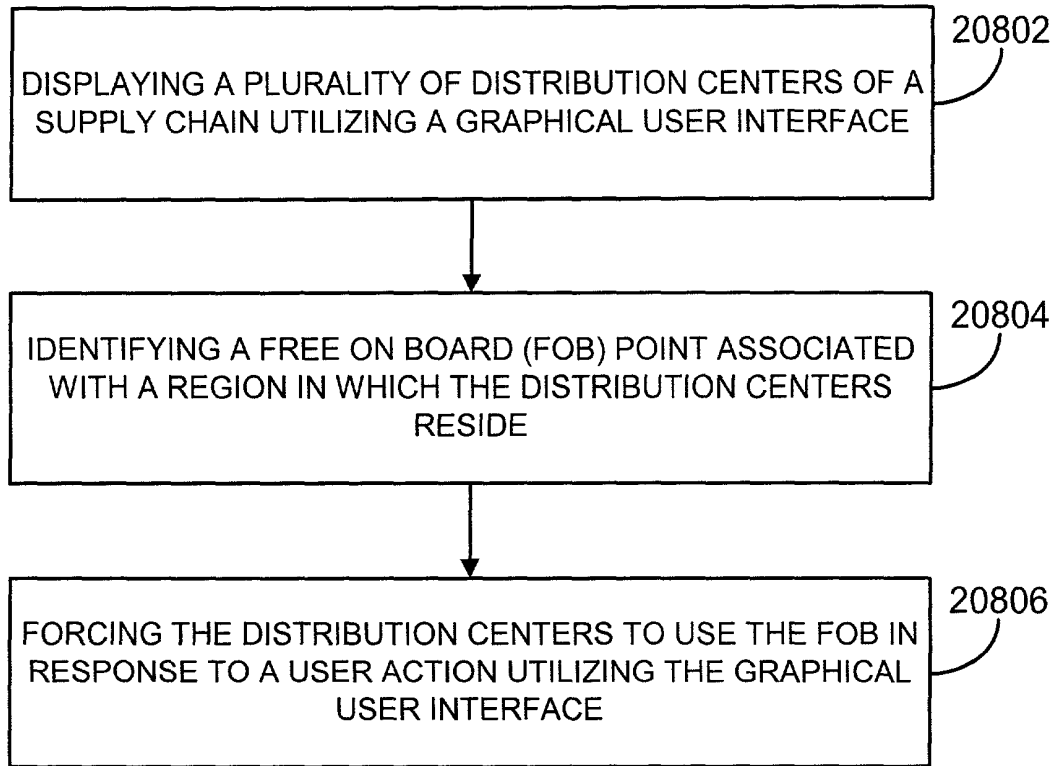 20802
DISPLAYING A PLURALITY OF DISTRIBUTION CENTERS OF A
SUPPLY CHAIN UTILIZING A GRAPHICAL USER INTERFACE
20804
IDENTIFYING A FREE ON BOARD (FOB) POINT ASSOCIATED
WITH A REGION IN WHICH THE DISTRIBUTION CENTERS
RESIDE
20806
FORCING THE DISTRIBUTION CENTERS TO USE THE FOB IN
RESPONSE TO A USER ACTION UTILIZING THE GRAPHICAL
USER INTERFACE